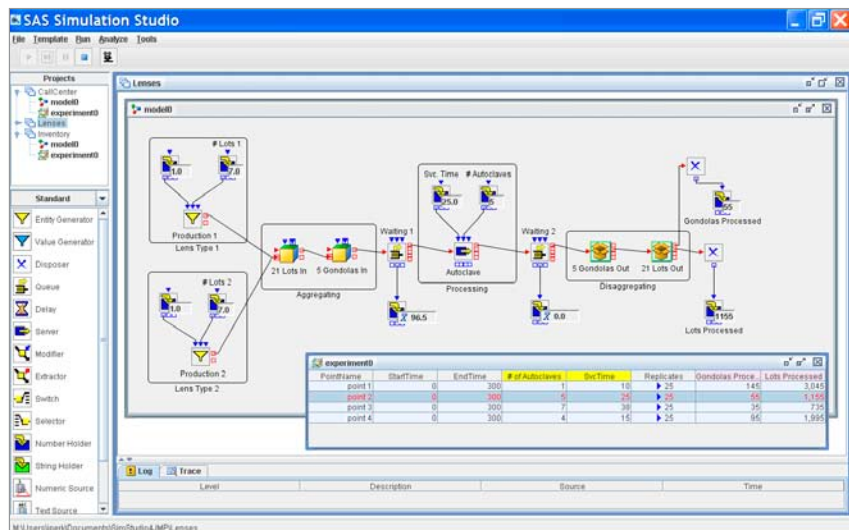 SAS Simulation Studio
File Template Run Analyze Tools
Projects
CallCenter
model0
experiment0
Lenses
Inventory
model0
experiment0
Standard
Entity Generator
Value Generator
Disposer
Queue
Delay
Server
Modifier
Extractor
Switch
Selector
Number Holder
String Holder
Numeric Source
Text Source
Lenses
model0
# Lots 1
1.0
7.0
Production 1
Lens Type 1
# Lots 2
1.0
7.0
Production 2
Lens Type 2
21 Lots In
5 Gondolas In
Aggregating
Waiting 1
96.5
Svc. Time # Autoclaves
25.0
5
Autoclave
Processing
Waiting 2
0.0
5 Gondolas Out
21 Lots Out
Disaggregating
55
Gondolas Processed
1155
Lots Processed
experiment0
PointName StartTime EndTime # of Autoclaves SvcTime Replicates Gondolas Proce... Lots Processed
point 1 0 300 1 10 25 145 3,045
point 2 0 300 5 25 25 55 1,155
point 3 0 300 7 38 25 35 735
point 4 0 300 4 15 25 95 1,995
Log Trace
Level Description Source Time